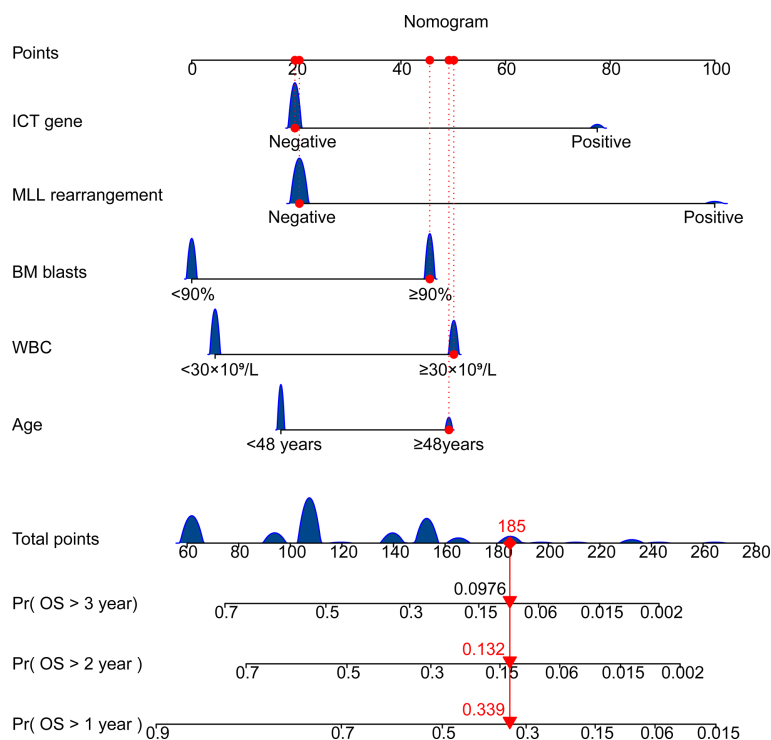 Nomogram
Points
0 20 40 60 80 100
ICT gene
Negative Positive
MLL rearrangement
Negative Positive
BM blasts
<90% ≥90%
WBC
<30×10⁹/L ≥30×10⁹/L
Age
<48 years ≥48years
185
Total points
60 80 100 120 140 160 180 200 220 240 260 280
0.0976
Pr( OS > 3 year)
0.7 0.5 0.3 0.15 0.06 0.015 0.002
0.132
Pr( OS > 2 year )
0.7 0.5 0.3 0.15 0.06 0.015 0.002
0.339
Pr( OS > 1 year )
0.9 0.7 0.5 0.3 0.15 0.06 0.015